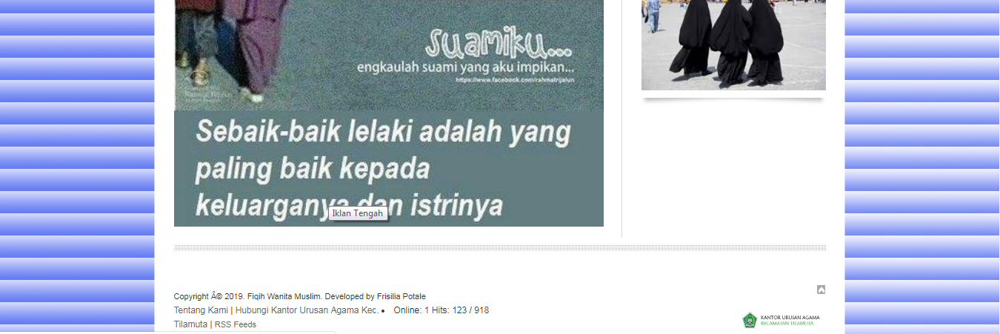 suamiku...
engkaulah suami yang aku impikan...
https://www.facebook.com/rahmatrijalun
Sebaik-baik lelaki adalah yang
paling baik kepada
keluarganya dan istrinya
Iklan Tengah
Copyright Â© 2019. Fiqih Wanita Muslim. Developed by Frisilia Potale
Tentang Kami | Hubungi Kantor Urusan Agama Kec. • Online: 1 Hits: 123 / 918
Tilamuta | RSS Feeds
KANTOR URUSAN AGAMA
KECAMATAN TILAMUTA